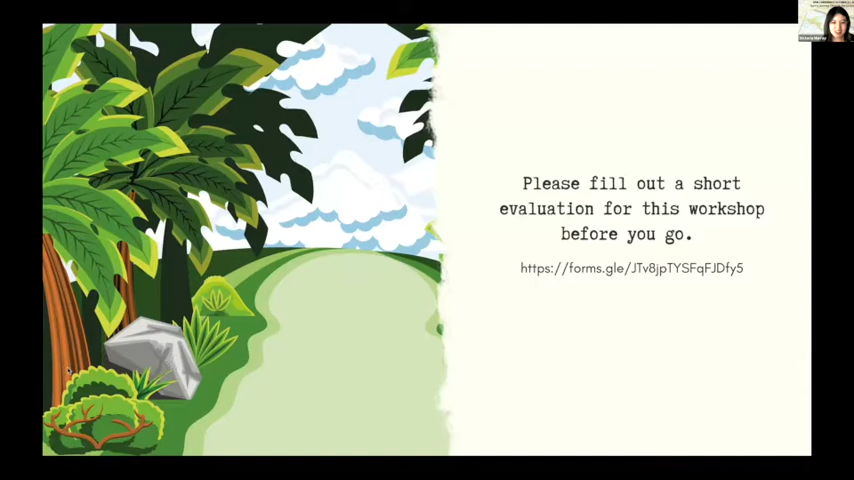 Please fill out a short
evaluation for this workshop
before you go.
https://forms.gle/JTv8jpTYSFqFJDfy5